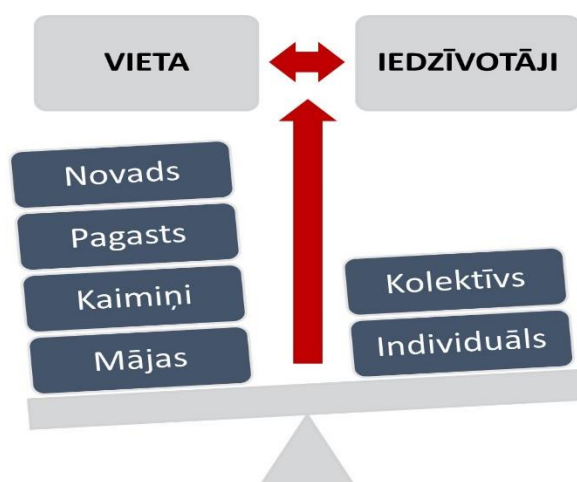 VIETA
IEDZĪVOTĀJI
Novads
Pagasts
Kaimiņi
Mājas
Kolektīvs
Individuāls